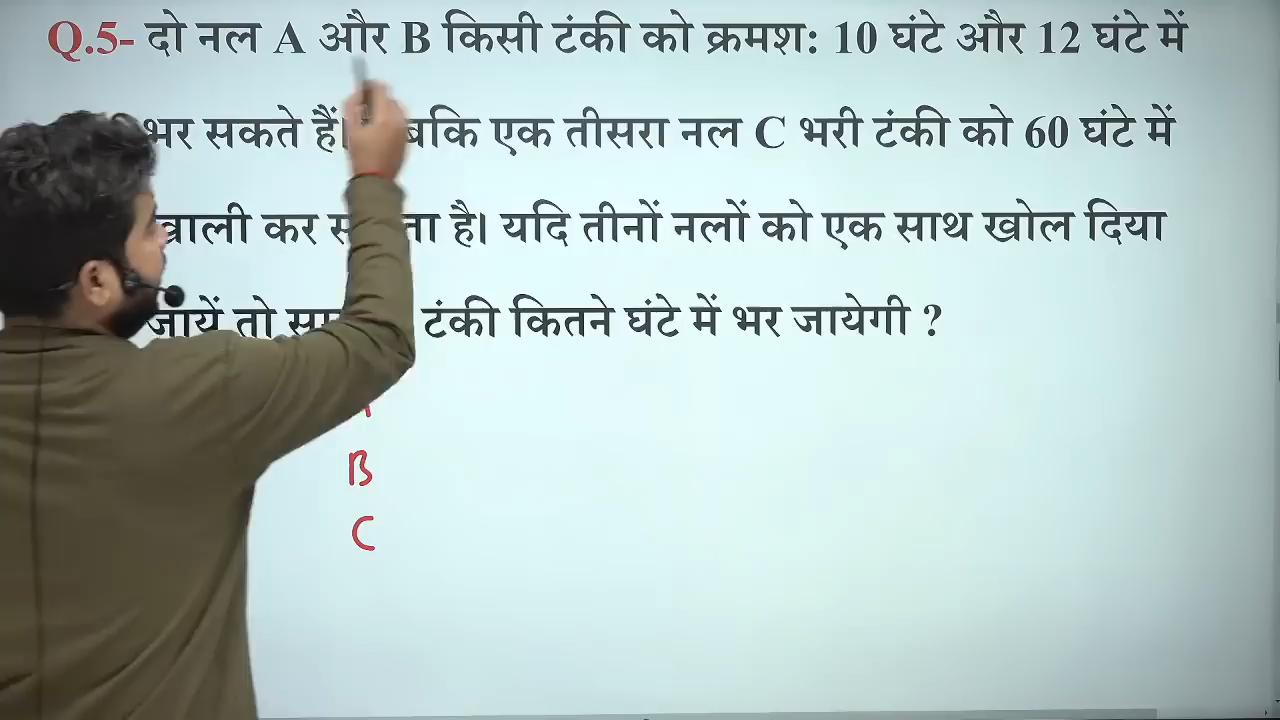 Q.5- दो नल A और B किसी टंकी को क्रमश: 10 घंटे और 12 घंटे में
भर सकते हैं। एक तीसरा नल C भरी टंकी को 60 घंटे में
कर है। यदि तीनों नलों को एक साथ खोल दिया
जायें तो टंकी कितने घंटे में भर जायेगी ?
B
C